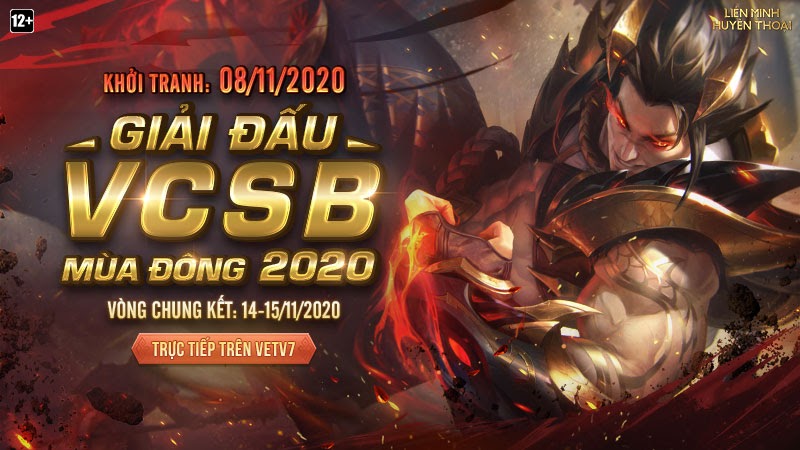 12+
LIÊN MINH
HUYỀN THOẠI
KHỞI TRANH: 08/11/2020
GIẢI ĐẤU
VCSB
MÙA ĐÔNG 2020
VÒNG CHUNG KẾT: 14-15/11/2020
TRỰC TIẾP TRÊN VETV7